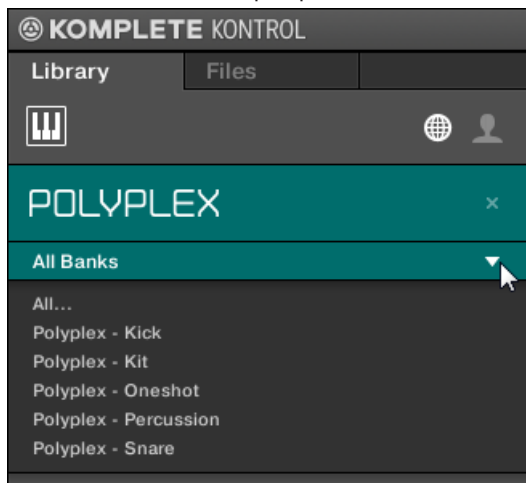 KOMPLETE KONTROL
Library Files
POLYPLEX ×
All Banks
All...
Polyplex - Kick
Polyplex - Kit
Polyplex - Oneshot
Polyplex - Percussion
Polyplex - Snare